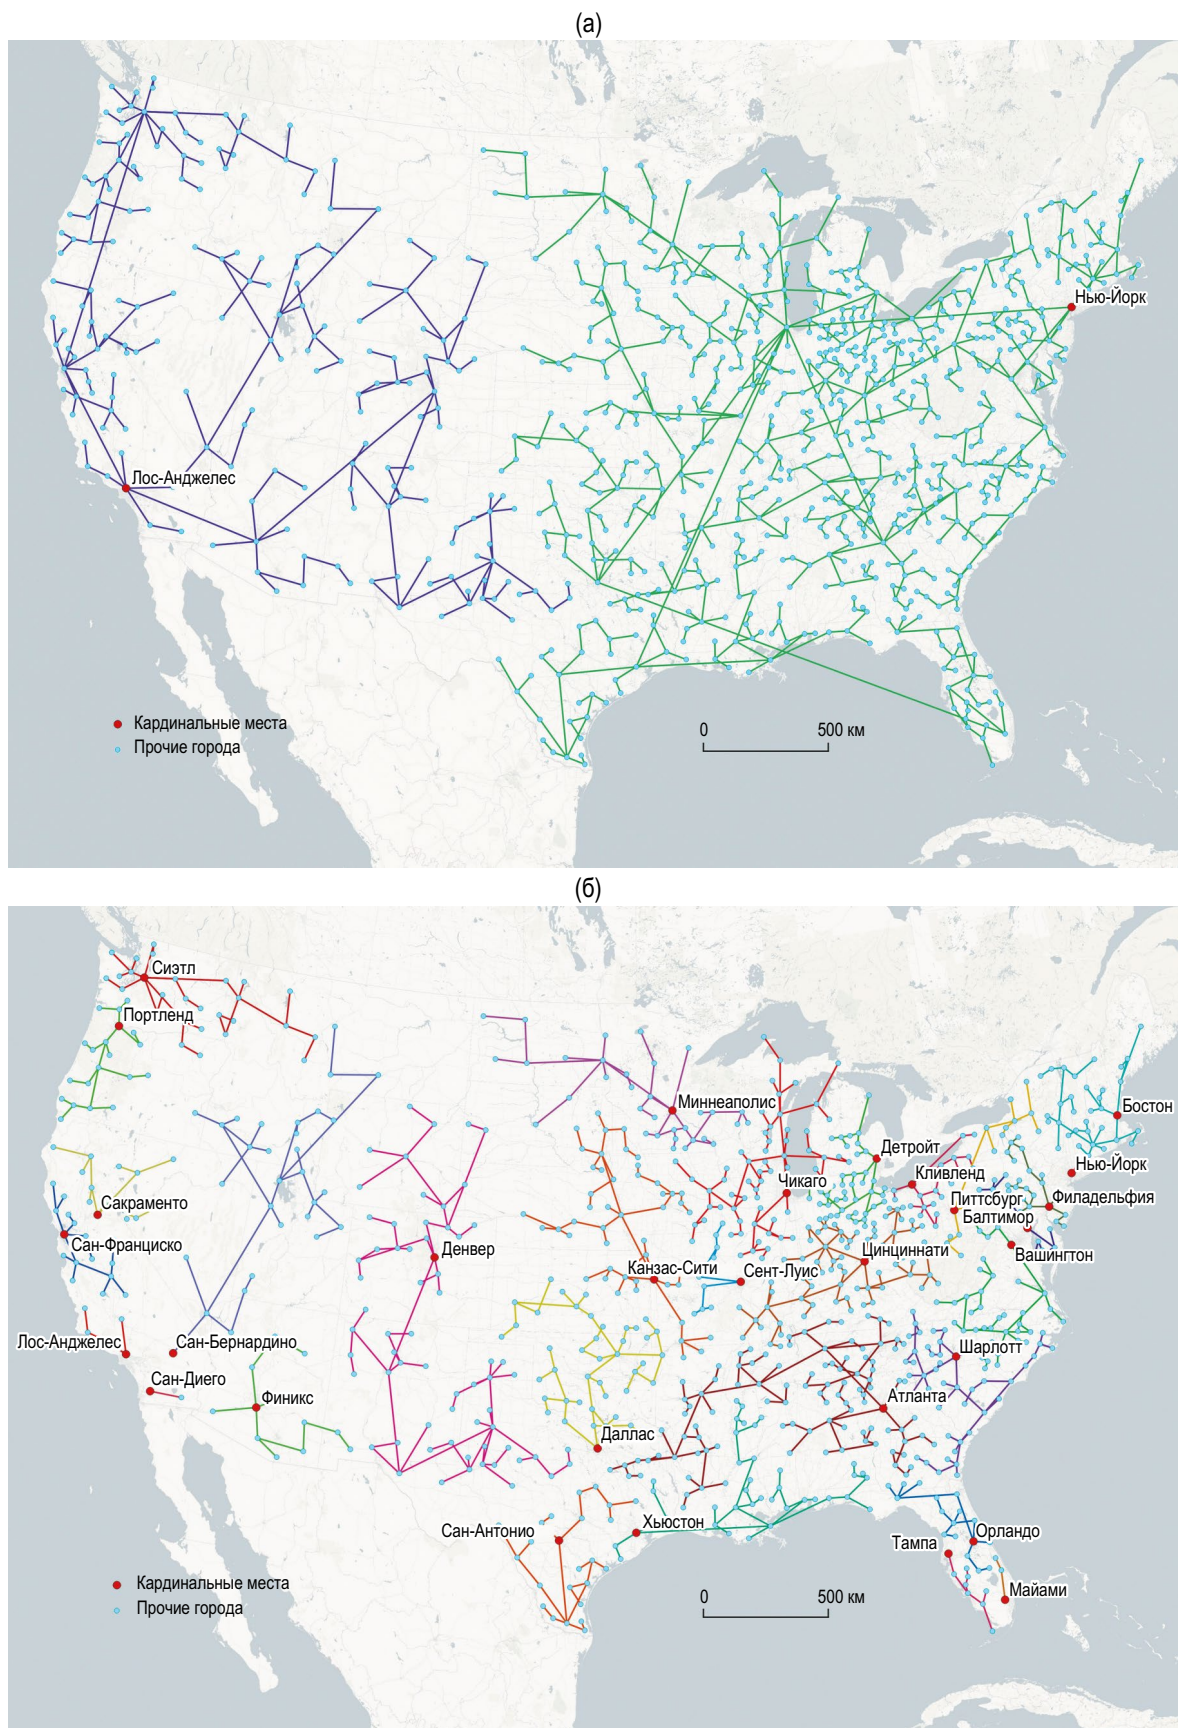 (а)
Нью-Йорк
Лос-Анджелес
Кардинальные места
Прочие города
0 500 км
(б)
Сиэтл
Портленд
Миннеаполис
Бостон
Детройт
Нью-Йорк
Кливленд
Чикаго
Питтсбург
Филадельфия
Сакраменто
Балтимор
Сан-Франциско
Денвер
Вашингтон
Цинциннати
Канзас-Сити
Сент-Луис
Лос-Анджелес
Сан-Бернардино
Шарлотт
Сан-Диего
Финикс
Атланта
Даллас
Хьюстон
Сан-Антонио
Орландо
Тампа
Кардинальные места
Майами
Прочие города
0 500 км